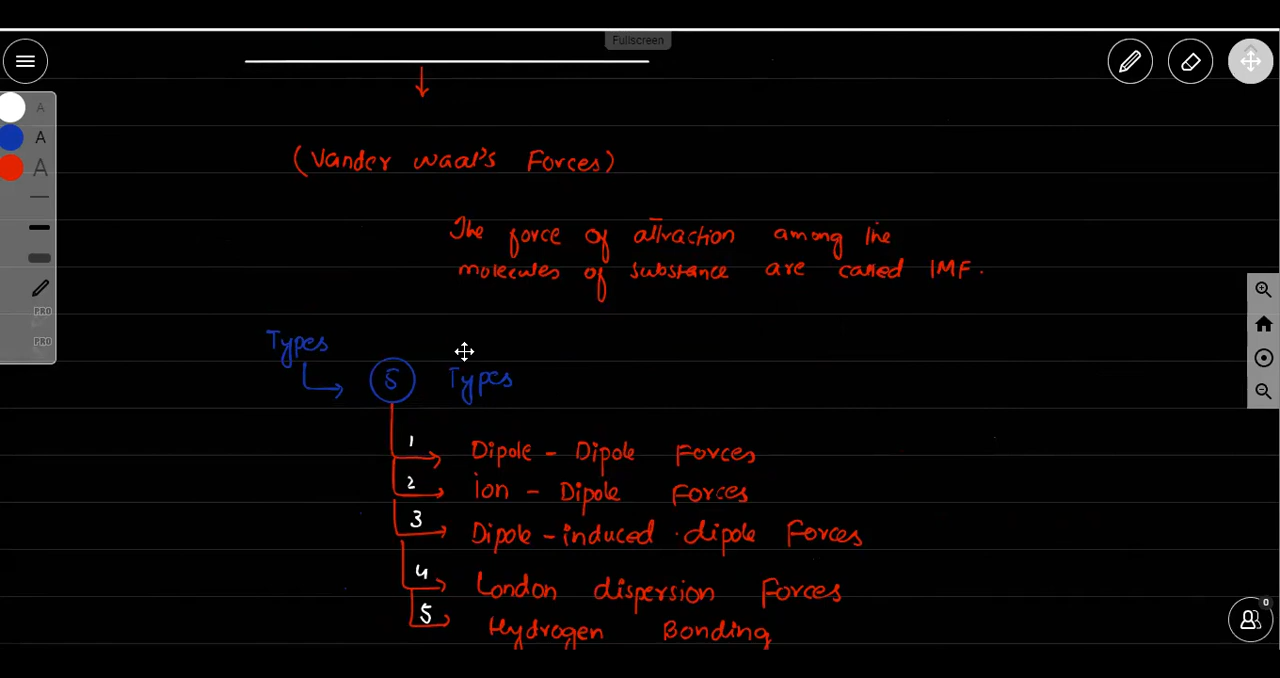 Fullscreen
A
A
A
PRO
PRO
0
(Vander waal's Forces)
The force of attraction among the
molecules of substance are called IMF.
Types
5 Types
1 Dipole - Dipole Forces
2 ion - Dipole Forces
3 Dipole - induced dipole Forces
4 London dispersion Forces
5 Hydrogen Bonding